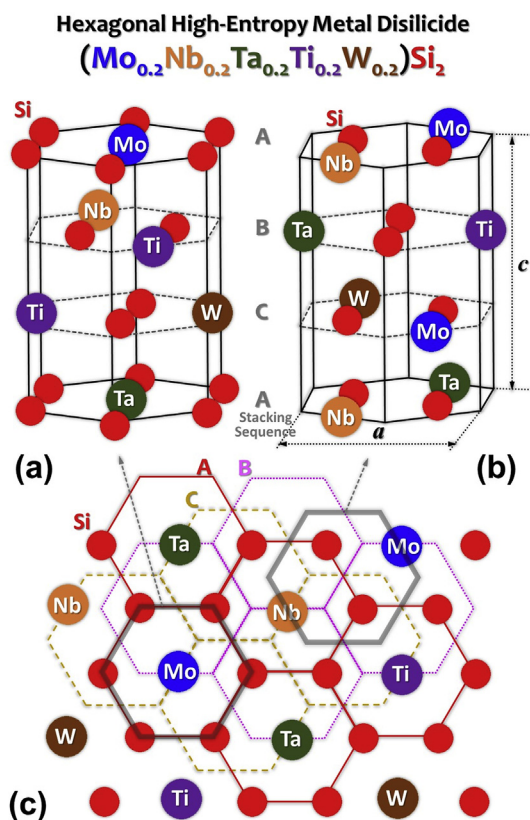 Hexagonal High-Entropy Metal Disilicide
(Mo0.2Nb0.2Ta0.2Ti0.2W0.2)Si2
Si
Mo
Nb
Ti
Ti
W
Ta
(a)
A
B
C
A
Stacking
Sequence
Si
Mo
Nb
Ta
Ti
W
Mo
Ta
Nb
c
a
(b)
A
B
C
Si
Ta
Mo
Nb
Nb
Mo
Ti
W
Ta
Ti
W
(c)